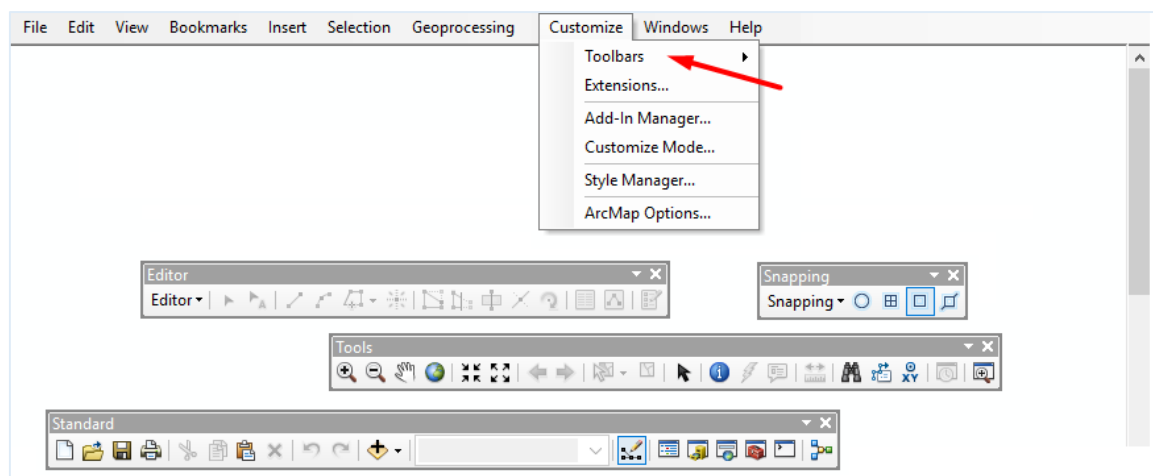 File Edit View Bookmarks Insert Selection Geoprocessing Customize Windows Help
Toolbars
Extensions...
Add-In Manager...
Customize Mode...
Style Manager...
ArcMap Options...
Editor
Editor
Snapping
Snapping
Tools
XY
Standard